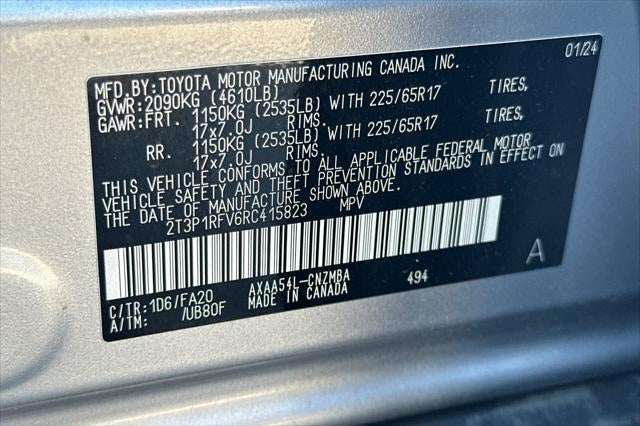 MFD.BY:TOYOTA MOTOR MANUFACTURING CANADA INC. 01/24
GVWR:2090KG (4610LB)
GAWR:FRT. 1150KG (2535LB) WITH 225/65R17 TIRES,
17x7.0J RIMS.
RR. 1150KG (2535LB) WITH 225/65R17 TIRES,
17x7.0J RIMS.
THIS VEHICLE CONFORMS TO ALL APPLICABLE FEDERAL MOTOR
VEHICLE SAFETY AND THEFT PREVENTION STANDARDS IN EFFECT ON
THE DATE OF MANUFACTURE SHOWN ABOVE.
2T3P1RFV6RC415823 MPV
A
C/TR:1D6/FA20 AXAA54L-CNZMBA 494
A/TM: /UB80F MADE IN CANADA